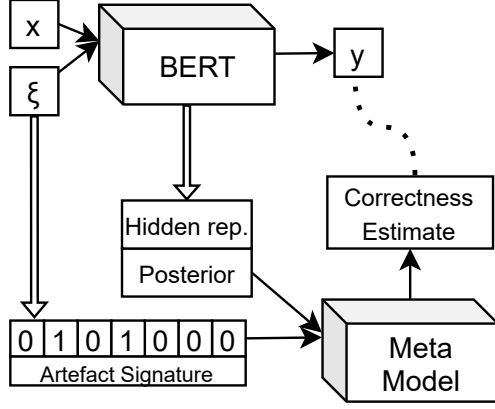 x
BERT
y
ξ
Hidden rep.
Posterior
Correctness
Estimate
0 1 0 1 0 0 0
Artefact Signature
Meta
Model